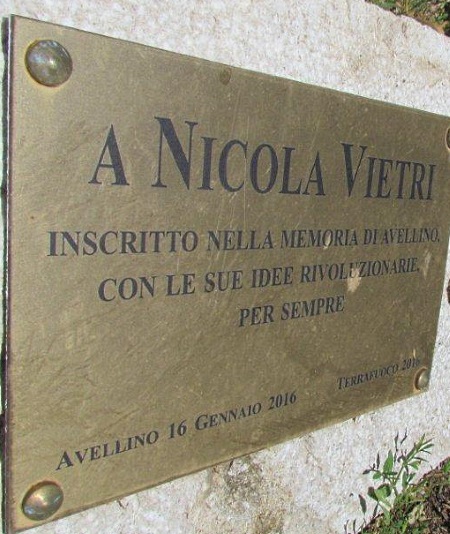 A NICOLA VIETRI
INSCRITTO NELLA MEMORIA DI AVELLINO,
CON LE SUE IDEE RIVOLUZIONARIE,
PER SEMPRE
AVELLINO 16 GENNAIO 2016
TERRAFUOCO